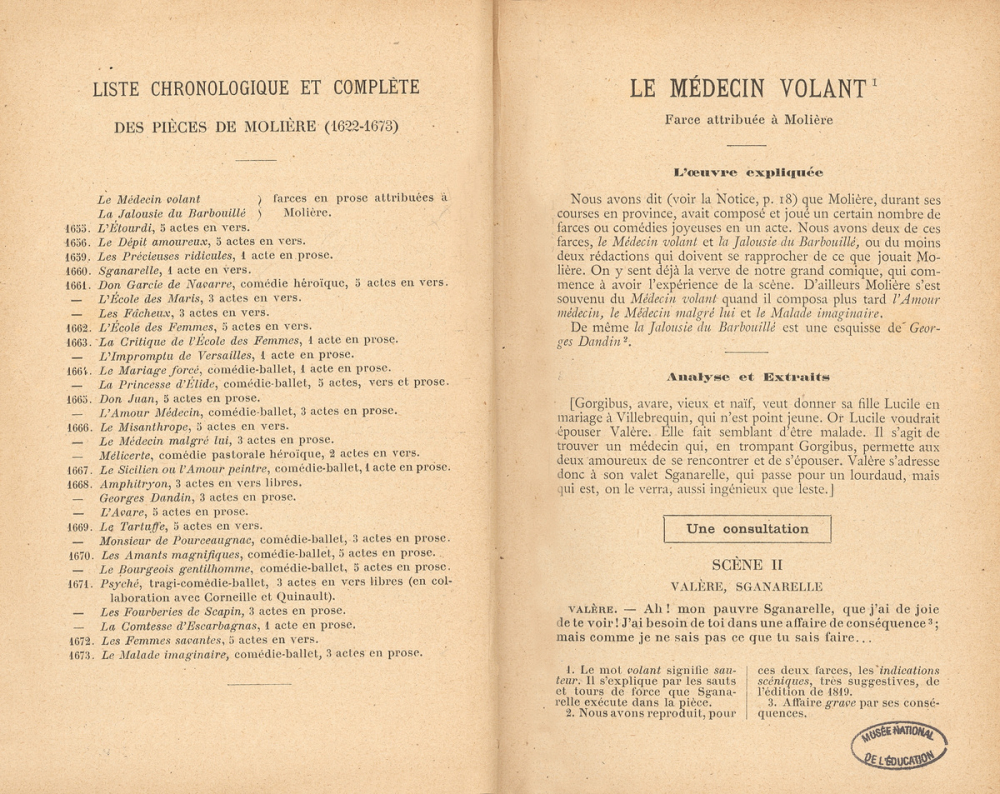 LISTE CHRONOLOGIQUE ET COMPLÈTE
DES PIÈCES DE MOLIÈRE (1622-1673)
Le Médecin volant } farces en prose attribuées à
La Jalousie du Barbouillé } Molière.
1655. L'Étourdi, 5 actes en vers.
1656. Le Dépit amoureux, 5 actes en vers.
1659. Les Précieuses ridicules, 1 acte en prose.
1660. Sganarelle, 1 acte en vers.
1661. Don Garcie de Navarre, comédie héroïque, 5 actes en vers.
— L'École des Maris, 3 actes en vers.
— Les Fâcheux, 3 actes en vers.
1662. L'École des Femmes, 5 actes en vers.
1663. La Critique de l'École des Femmes, 1 acte en prose.
— L'Impromptu de Versailles, 1 acte en prose.
1664. Le Mariage forcé, comédie-ballet, 1 acte en prose.
— La Princesse d'Élide, comédie-ballet, 5 actes, vers et prose.
1665. Don Juan, 5 actes en prose.
— L'Amour Médecin, comédie-ballet, 3 actes en prose.
1666. Le Misanthrope, 5 actes en vers.
— Le Médecin malgré lui, 3 actes en prose.
— Mélicerte, comédie pastorale héroïque, 2 actes en vers.
1667. Le Sicilien ou l'Amour peintre, comédie-ballet, 1 acte en prose.
1668. Amphitryon, 3 actes en vers libres.
— Georges Dandin, 3 actes en prose.
— L'Avare, 5 actes en prose.
1669. Le Tartuffe, 5 actes en vers.
— Monsieur de Pourceaugnac, comédie-ballet, 3 actes en prose.
1670. Les Amants magnifiques, comédie-ballet, 5 actes en prose.
— Le Bourgeois gentilhomme, comédie-ballet, 5 actes en prose.
1671. Psyché, tragi-comédie-ballet, 3 actes en vers libres (en col-
laboration avec Corneille et Quinault).
— Les Fourberies de Scapin, 3 actes en prose.
— La Comtesse d'Escarbagnas, 1 acte en prose.
1672. Les Femmes savantes, 5 actes en vers.
1673. Le Malade imaginaire, comédie-ballet, 3 actes en prose.
LE MÉDECIN VOLANT 1
Farce attribuée à Molière
L'œuvre expliquée
Nous avons dit (voir la Notice, p. 18) que Molière, durant ses
courses en province, avait composé et joué un certain nombre de
farces ou comédies joyeuses en un acte. Nous avons deux de ces
farces, le Médecin volant et la Jalousie du Barbouillé, ou du moins
deux rédactions qui doivent se rapprocher de ce que jouait Mo-
lière. On y sent déjà la verve de notre grand comique, qui com-
mence à avoir l'expérience de la scène. D'ailleurs Molière s'est
souvenu du Médecin volant quand il composa plus tard l'Amour
médecin, le Médecin malgré lui et le Malade imaginaire.
De même la Jalousie du Barbouillé est une esquisse de Geor-
ges Dandin 2.
Analyse et Extraits
[Gorgibus, avare, vieux et naïf, veut donner sa fille Lucile en
mariage à Villebrequin, qui n'est point jeune. Or Lucile voudrait
épouser Valère. Elle fait semblant d'être malade. Il s'agit de
trouver un médecin qui, en trompant Gorgibus, permette aux
deux amoureux de se rencontrer et de s'épouser. Valère s'adresse
donc à son valet Sganarelle, qui passe pour un lourdaud, mais
qui est, on le verra, aussi ingénieux que leste.]
Une consultation
SCÈNE II
VALÈRE, SGANARELLE
VALÈRE. — Ah ! mon pauvre Sganarelle, que j'ai de joie
de te voir ! J'ai besoin de toi dans une affaire de conséquence 3 ;
mais comme je ne sais pas ce que tu sais faire...
1. Le mot volant signifie sau-
teur. Il s'explique par les sauts
et tours de force que Sgana-
relle exécute dans la pièce.
2. Nous avons reproduit, pour
ces deux farces, les indications
scéniques, très suggestives, de
l'édition de 1819.
3. Affaire grave par ses consé-
quences.
MUSÉE NATIONAL
DE L'ÉDUCATION